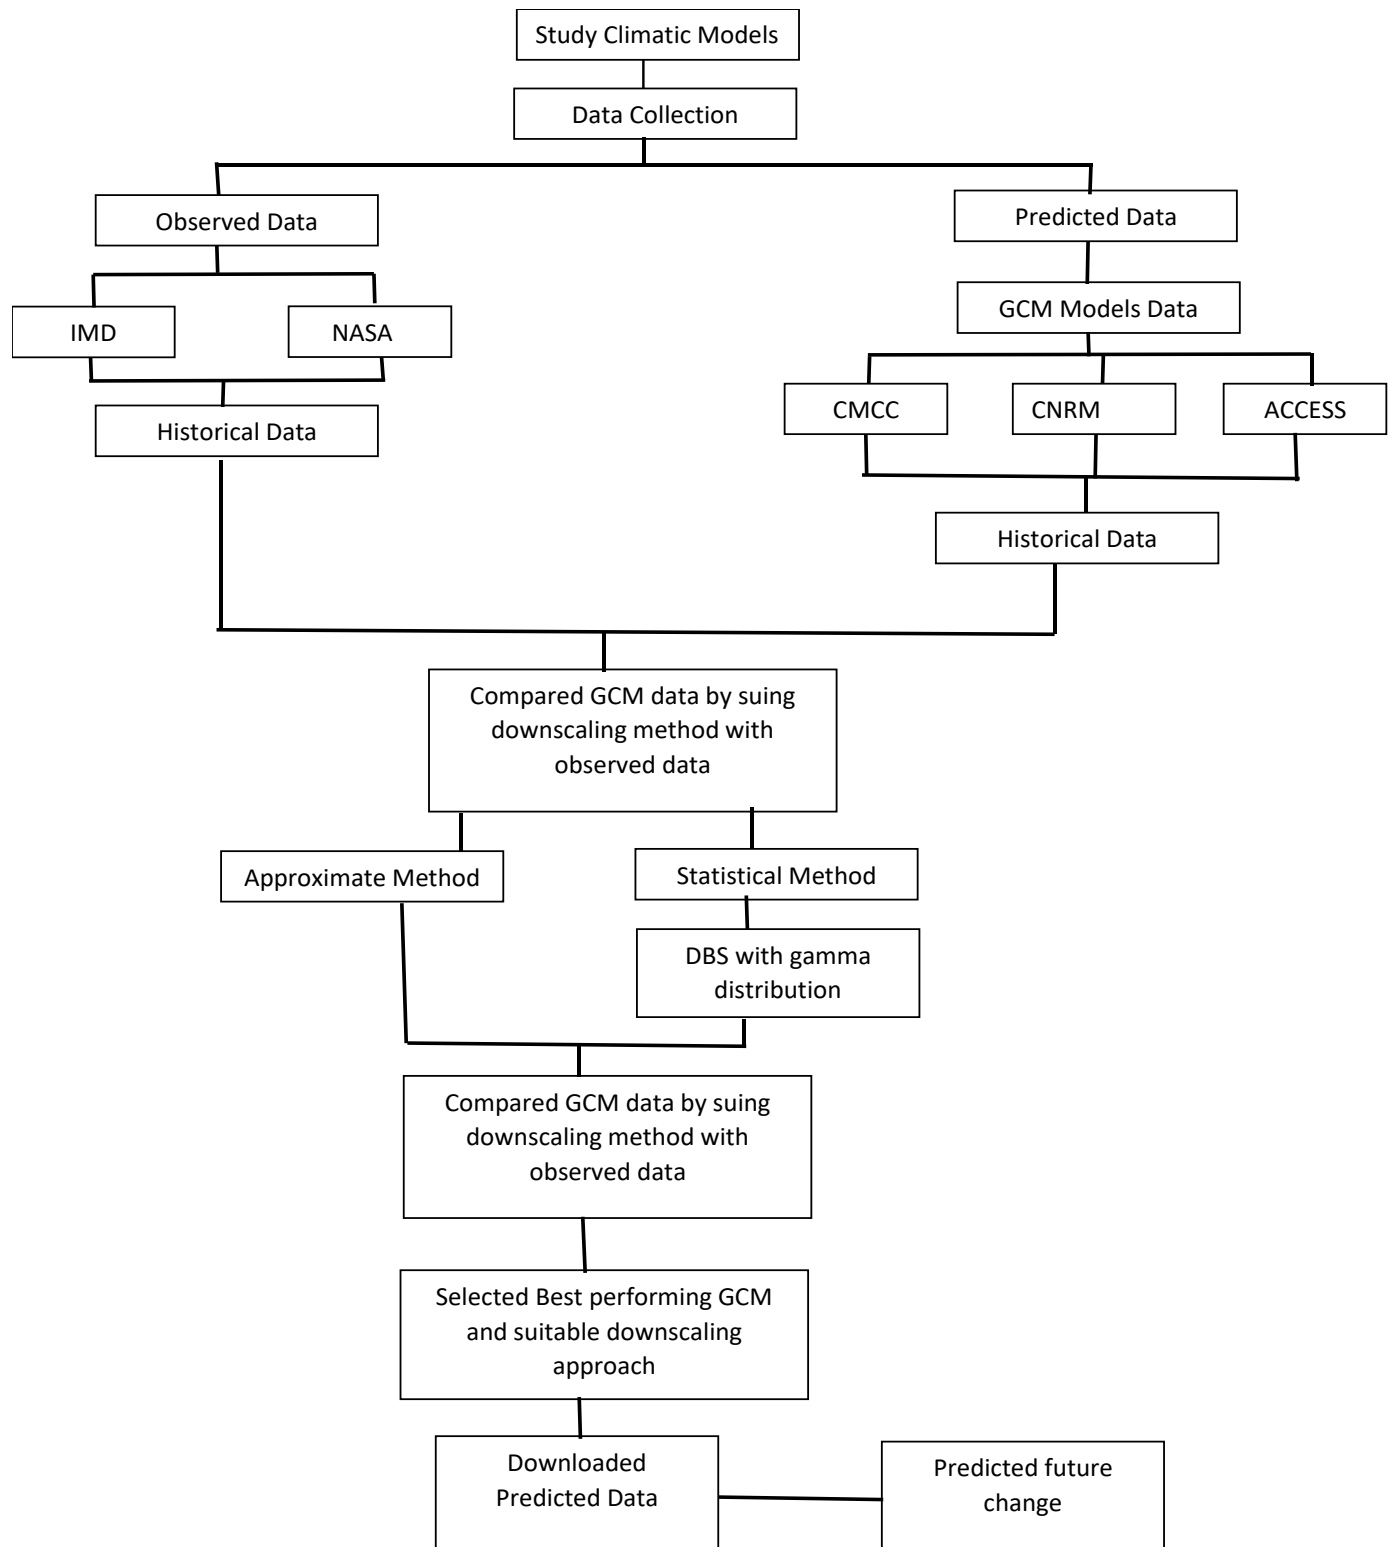 Study Climatic Models
Data Collection
Observed Data
Predicted Data
IMD
NASA
GCM Models Data
CMCC
CNRM
ACCESS
Historical Data
Historical Data
Compared GCM data by suing
downscaling method with
observed data
Approximate Method
Statistical Method
DBS with gamma
distribution
Compared GCM data by suing
downscaling method with
observed data
Selected Best performing GCM
and suitable downscaling
approach
Downloaded
Predicted Data
Predicted future
change